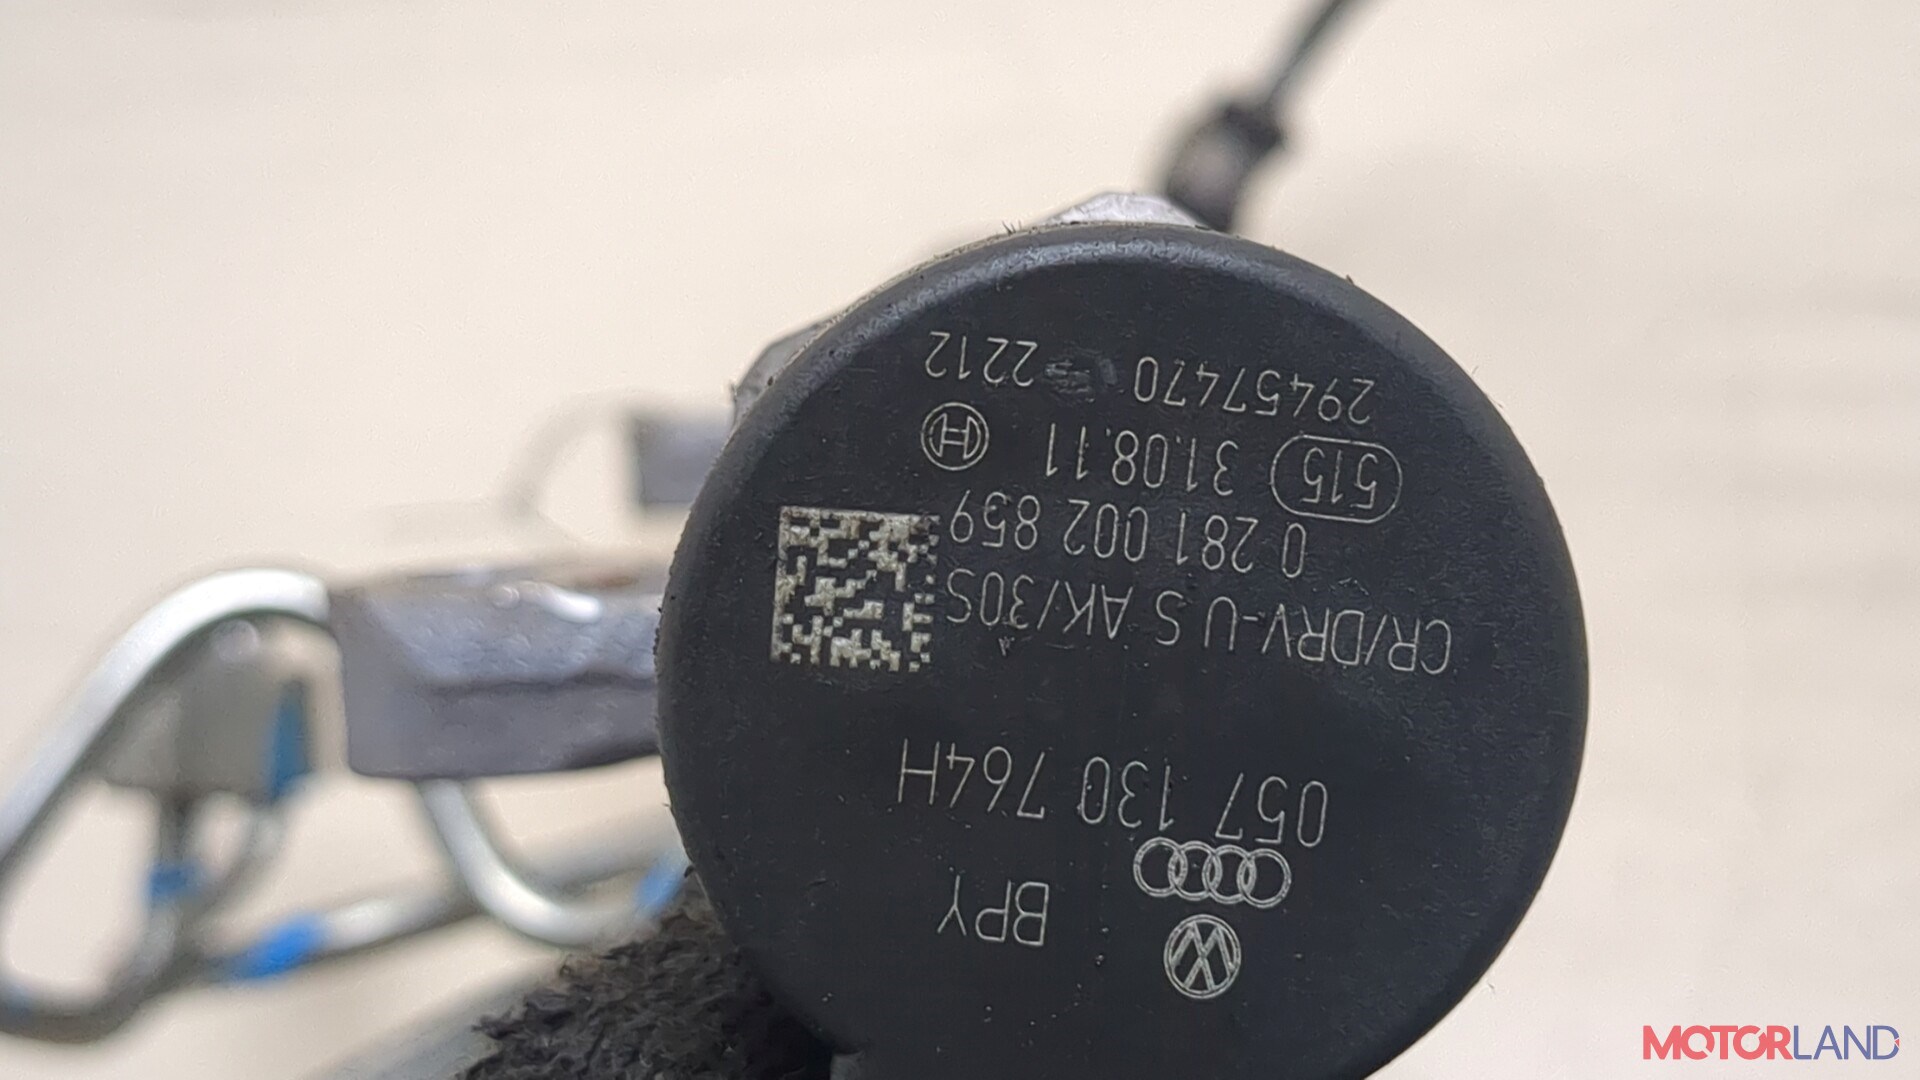 BPY
057 130 764H
CR/DRV-U S AK/30S
0 281 002 859
515 31.08.11
29457470 2212
MOTORLAND